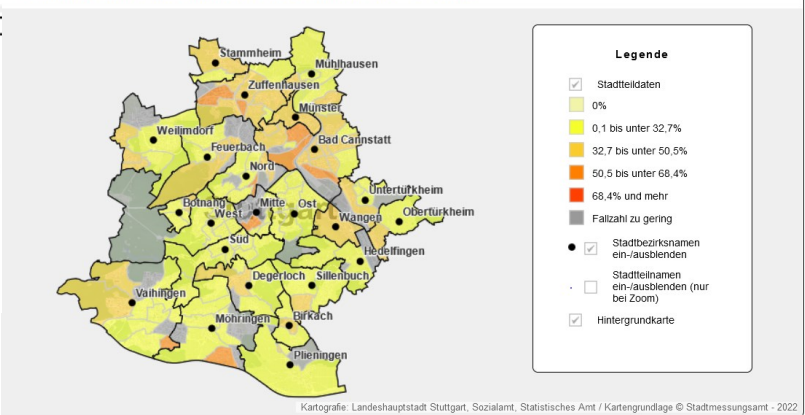 Stammheim
Mühlhausen
Zuffenhausen
Münster
Weilimdorf
Feuerbach
Bad Cannstatt
Nord
Untertürkheim
Botnang
Mitte
Ost
Obertürkheim
West
Wangen
Süd
Hedelfingen
Degerloch
Sillenbuch
Vaihingen
Möhringen
Birkach
Plieningen
Legende
Stadtteildaten
0%
0,1 bis unter 32,7%
32,7 bis unter 50,5%
50,5 bis unter 68,4%
68,4% und mehr
Fallzahl zu gering
Stadtbezirksnamen
ein-/ausblenden
Stadtteilnamen
ein-/ausblenden (nur
bei Zoom)
Hintergrundkarte
Kartografie: Landeshauptstadt Stuttgart, Sozialamt, Statistisches Amt / Kartengrundlage © Stadtmessungsamt - 2022